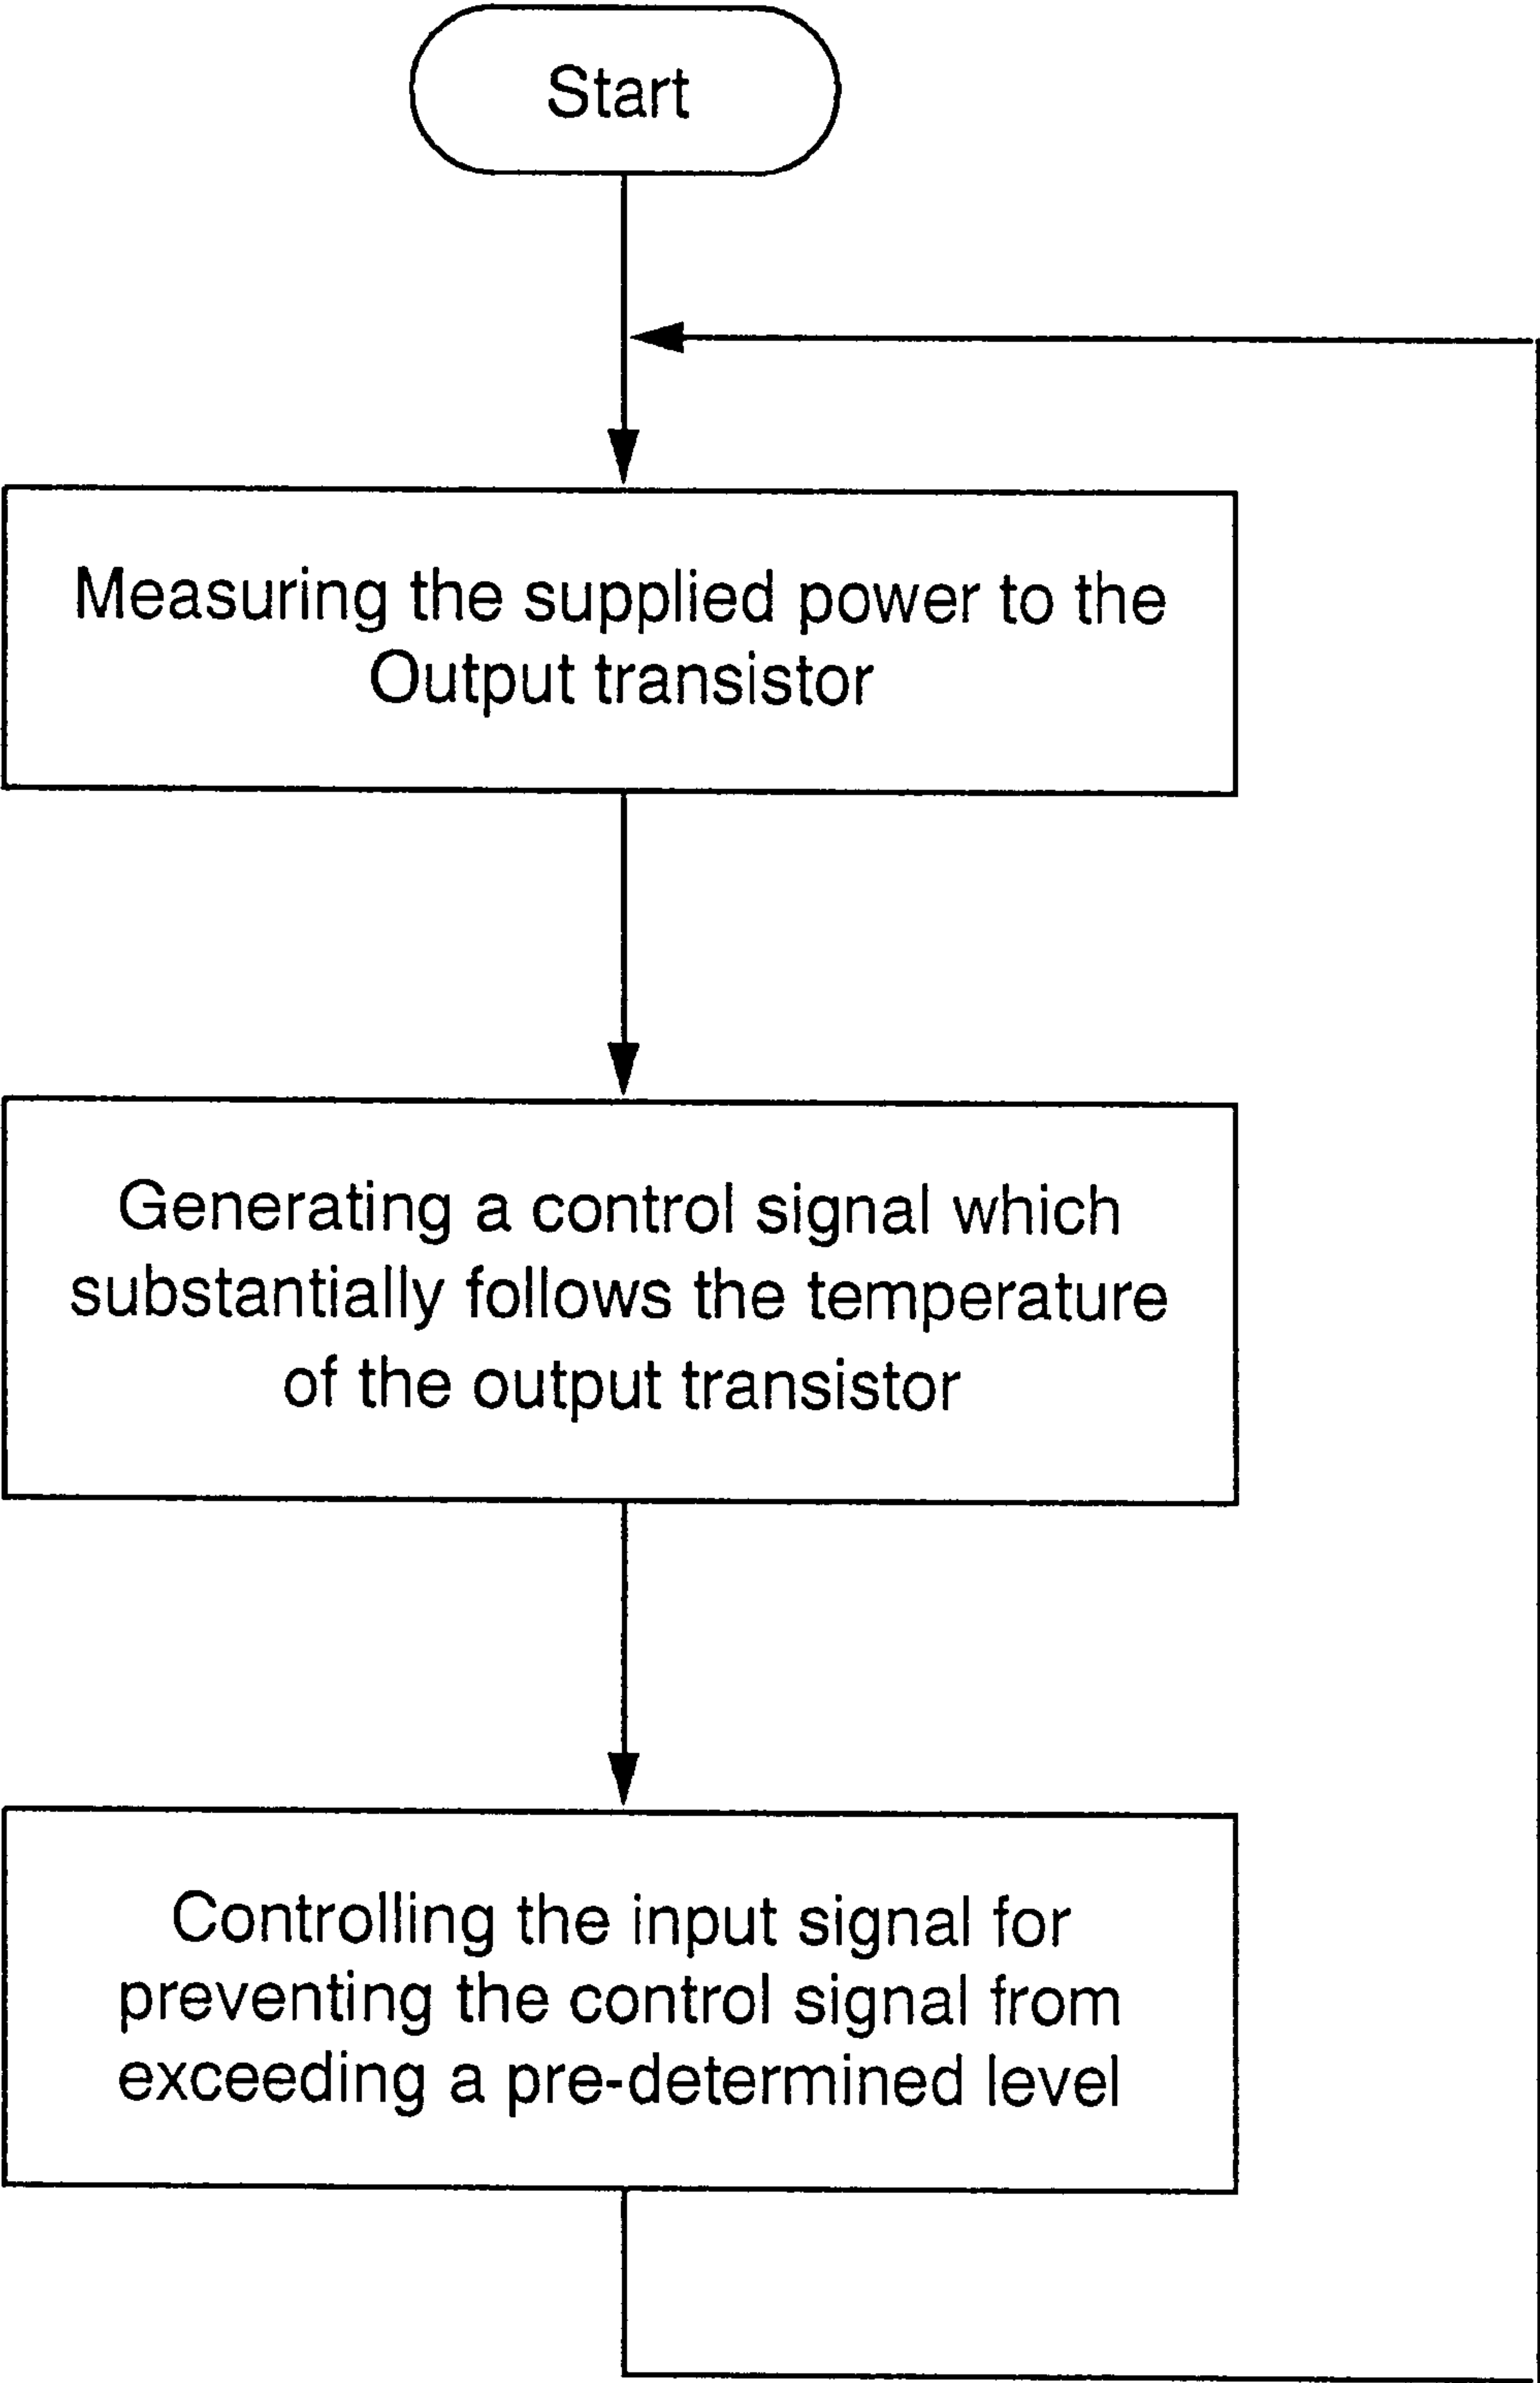 Start
Measuring the supplied power to the
Output transistor
Generating a control signal which
substantially follows the temperature
of the output transistor
Controlling the input signal for
preventing the control signal from
exceeding a pre-determined level